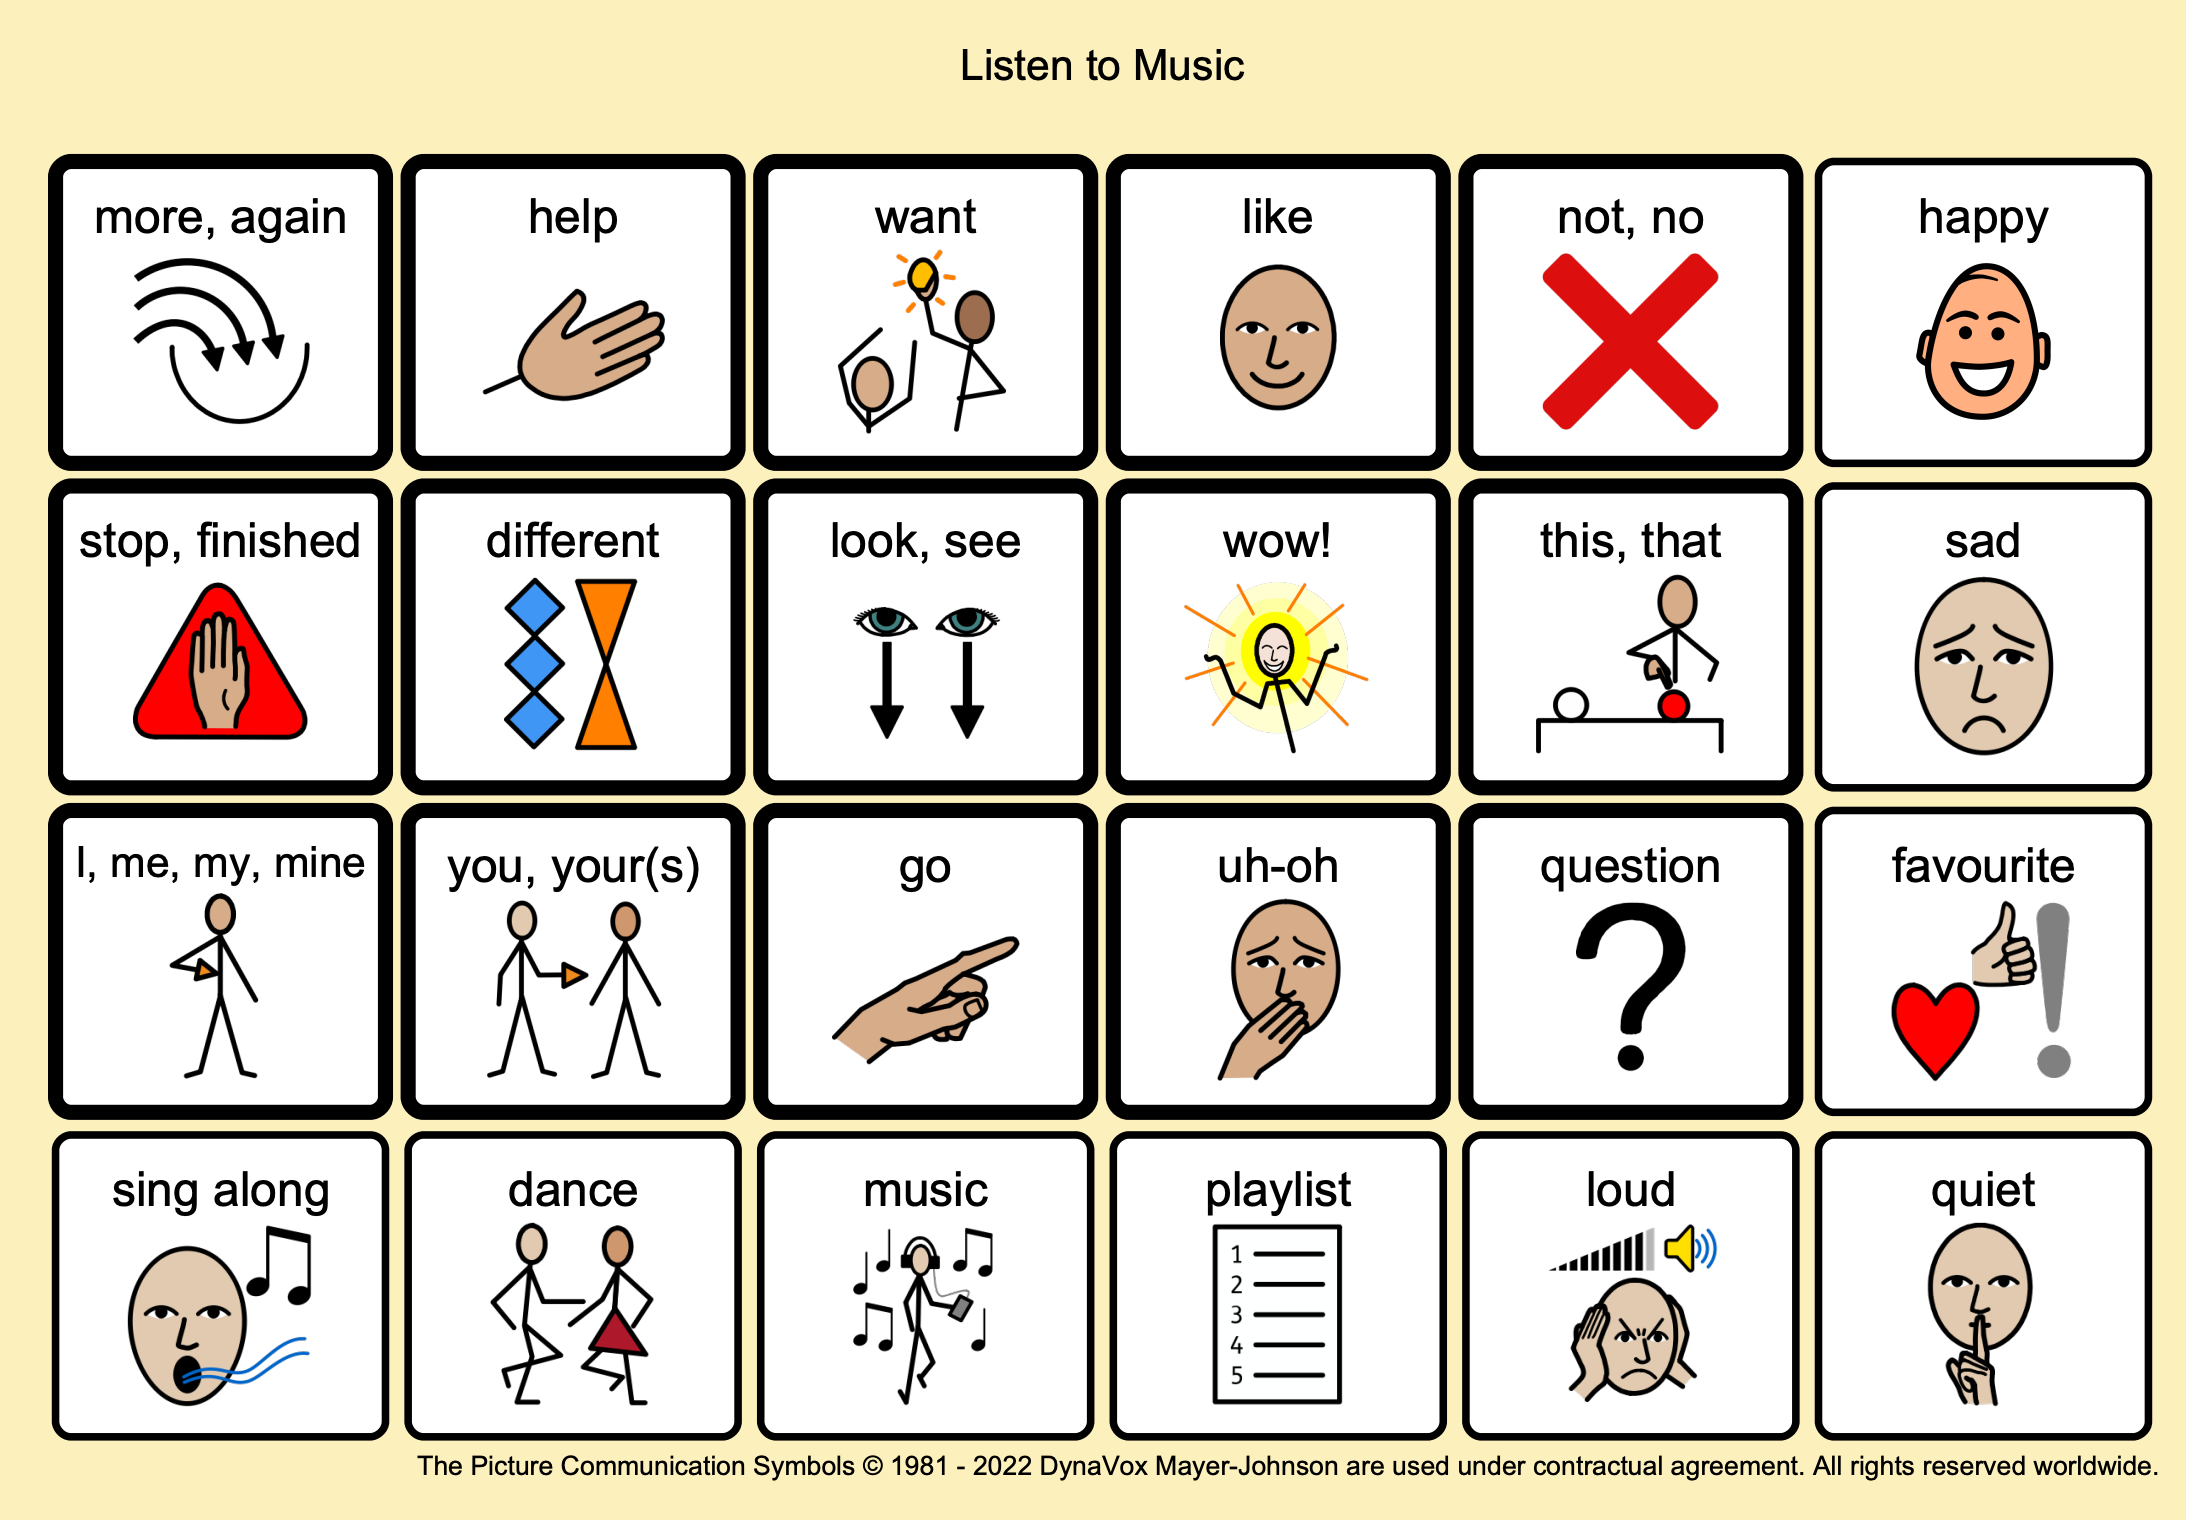 Listen to Music
more, again
help
want
like
not, no
happy
stop, finished
different
look, see
wow!
this, that
sad
I, me, my, mine
you, your(s)
go
uh-oh
question
?
favourite
!
sing along
dance
music
playlist
1
2
3
4
5
loud
quiet
The Picture Communication Symbols © 1981 - 2022 DynaVox Mayer-Johnson are used under contractual agreement. All rights reserved worldwide.